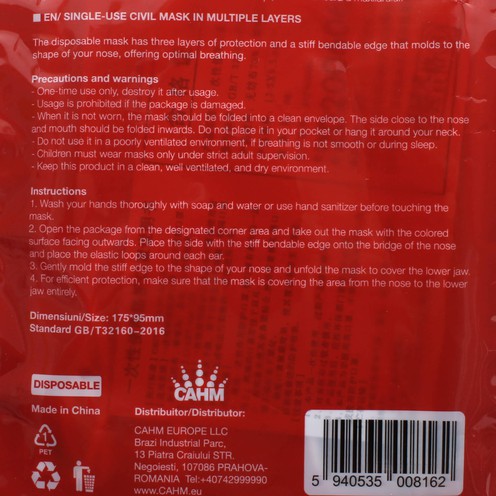 EN/ SINGLE-USE CIVIL MASK IN MULTIPLE LAYERS
The disposable mask has three layers of protection and a stiff bendable edge that molds to the
shape of your nose, offering optimal breathing.
Precautions and warnings
- One-time use only, destroy it after usage.
- Usage is prohibited if the package is damaged.
- When it is not worn, the mask should be folded into a clean envelope. The side close to the nose
and mouth should be folded inwards. Do not place it in your pocket or hang it around your neck.
- Do not use it in a poorly ventilated environment, if breathing is not smooth or during sleep.
- Children must wear masks only under strict adult supervision.
- Keep this product in a clean, well ventilated, and dry environment.
Instructions
1. Wash your hands thoroughly with soap and water or use hand sanitizer before touching the
mask.
2. Open the package from the designated corner area and take out the mask with the colored
surface facing outwards. Place the side with the stiff bendable edge onto the bridge of the nose
and place the elastic loops around each ear.
3. Gently mold the stiff edge to the shape of your nose and unfold the mask to cover the lower jaw.
4. For efficient protection, make sure that the mask is covering the area from the nose to the lower
jaw entirely.
Dimensiuni/Size: 175*95mm
Standard GB/T32160-2016
DISPOSABLE
Made in China
1
PET
CAHM
Distribuitor/Distributor:
CAHM EUROPE LLC
Brazi Industrial Parc,
13 Piatra Craiului STR.
Negoiesti, 107086 PRAHOVA-
ROMANIA Tel:+40742999990
www.CAHM.eu
5 940535 008162